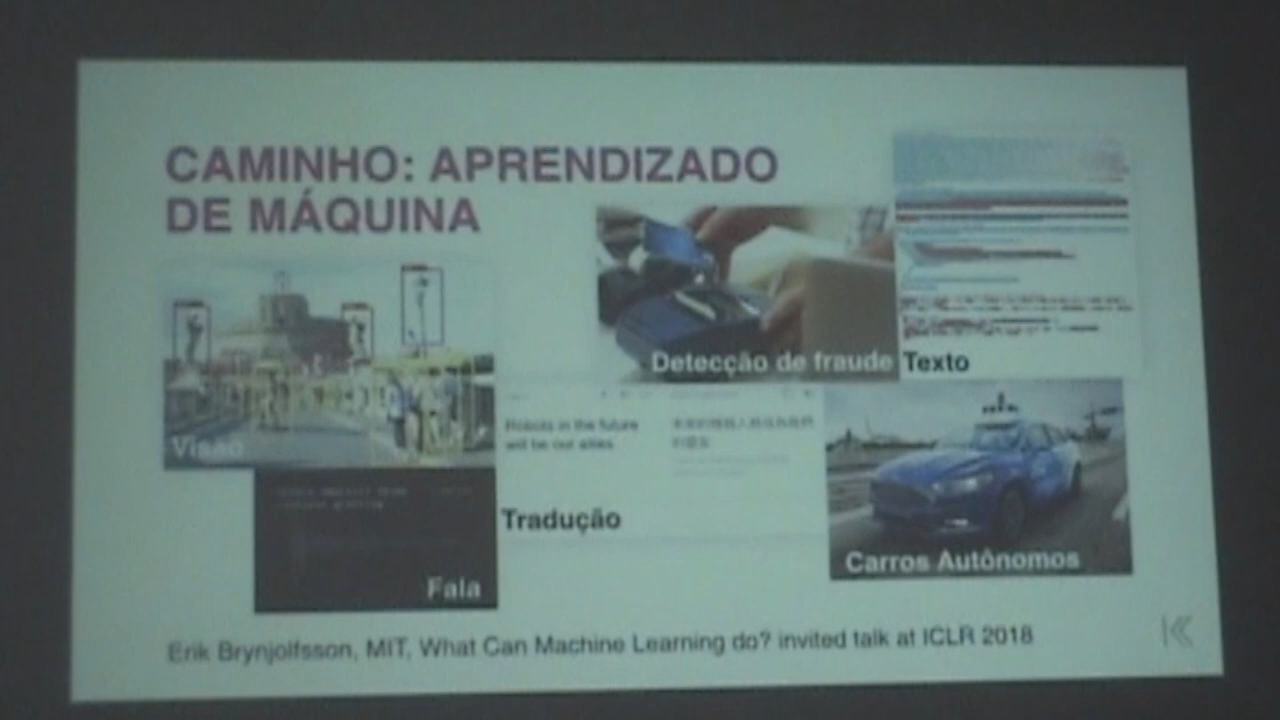 CAMINHO: APRENDIZADO
DE MÁQUINA
Detecção de fraude
Texto
Visão
Robots in the future
will be our allies
Tradução
Fala
Carros Autônomos
Erik Brynjolfsson, MIT, What Can Machine Learning do? invited talk at ICLR 2018